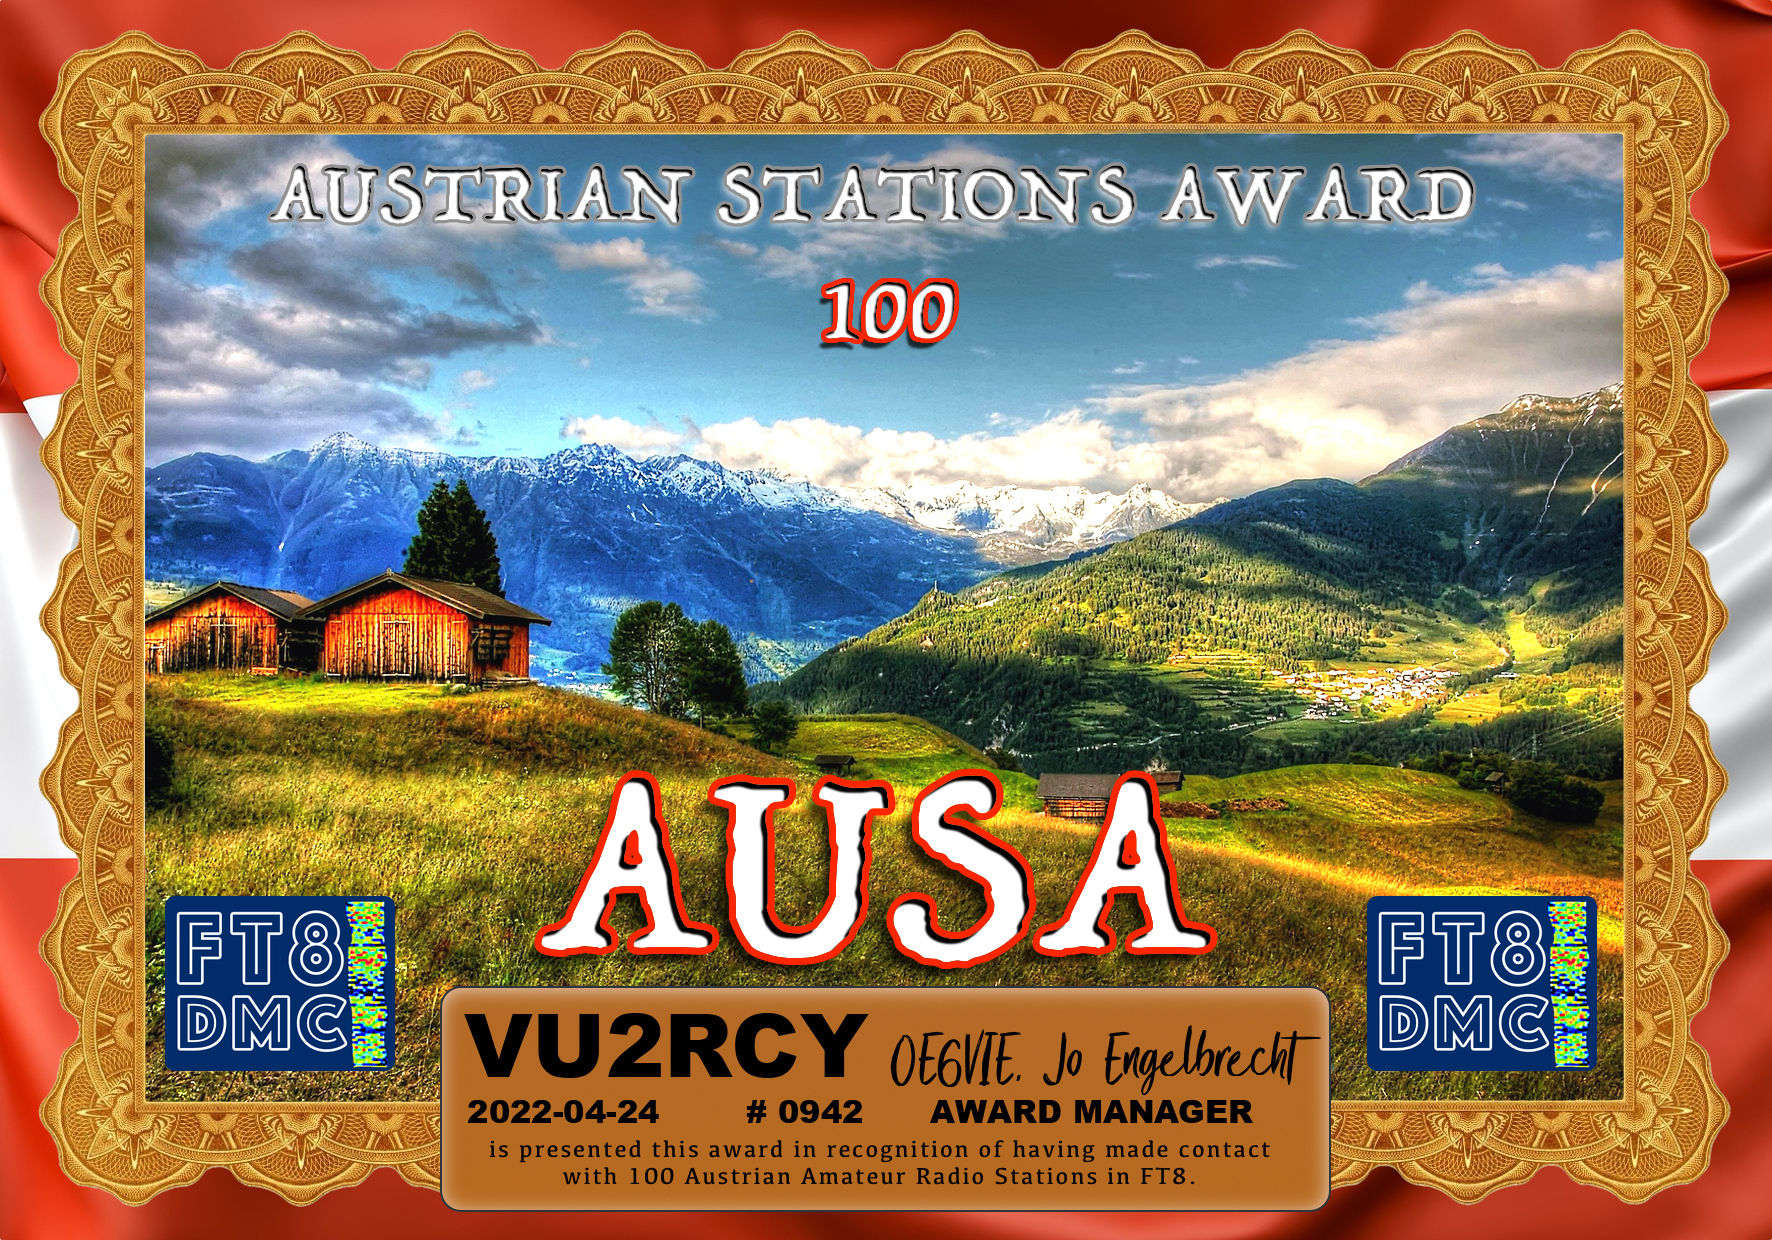 AUSTRIAN STATIONS AWARD
100
AUSA
FT8
DMC
FT8
DMC
VU2RCY OE6VIE, Jo Engelbrecht
2022-04-24 # 0942 AWARD MANAGER
is presented this award in recognition of having made contact
with 100 Austrian Amateur Radio Stations in FT8.